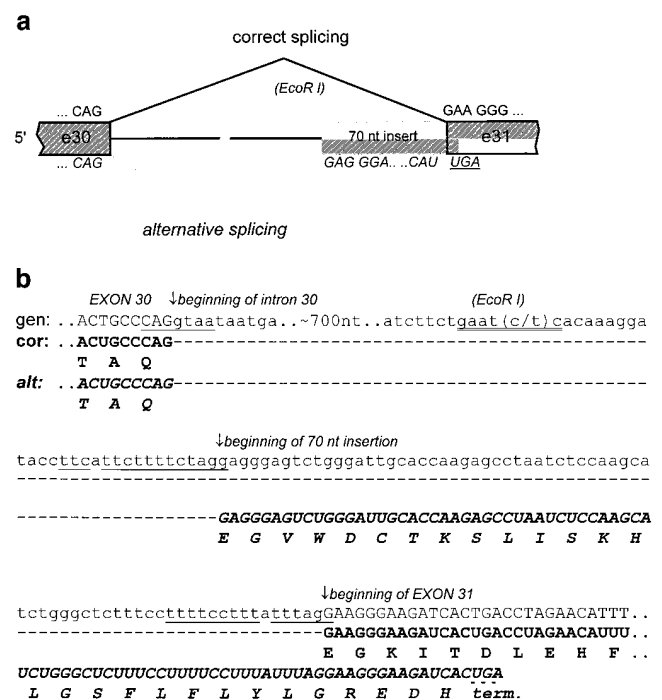 a
correct splicing
(EcoR I)
... CAG GAA GGG ...
5' e30 70 nt insert e31
... CAG GAG GGA.. ..CAU UGA
alternative splicing
b
EXON 30 ↓beginning of intron 30 (EcoR I)
gen: ..ACTGCCCAGgtaataatga..~700nt..atcttctgaat(c/t)cacaaagga
cor: ..ACUGCCCAG------------------------------------------------
T A Q
alt: ..ACUGCCCAG------------------------------------------------
T A Q
↓beginning of 70 nt insertion
taccttcattcttttctaggagggagtctgggattgcaccaagagcctaatctccaagca
------------------------------------------------------------
-------------------GAGGGAGUCUGGGAUUGCACCAAGAGCCUAAUCUCCAAGCA
E G V W D C T K S L I S K H
↓beginning of EXON 31
tctgggctctttccttttcctttatttagGAAGGGAAGATCACTGACCTAGAACATTT..
-----------------------------GAAGGGAAGAUCACUGACCUAGAACAUUU..
E G K I T D L E H F ..
UCUGGGCUCUUUCCUUUUCCUUUAUUUAGGAAGGGAAGAUCACUGA
L G S F L F L Y L G R E D H term.